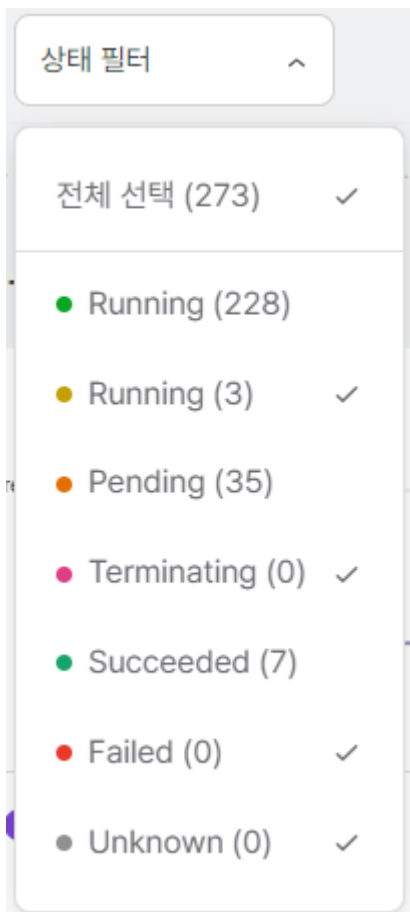 상태 필터
전체 선택 (273)
Running (228)
Running (3)
Pending (35)
Terminating (0)
Succeeded (7)
Failed (0)
Unknown (0)